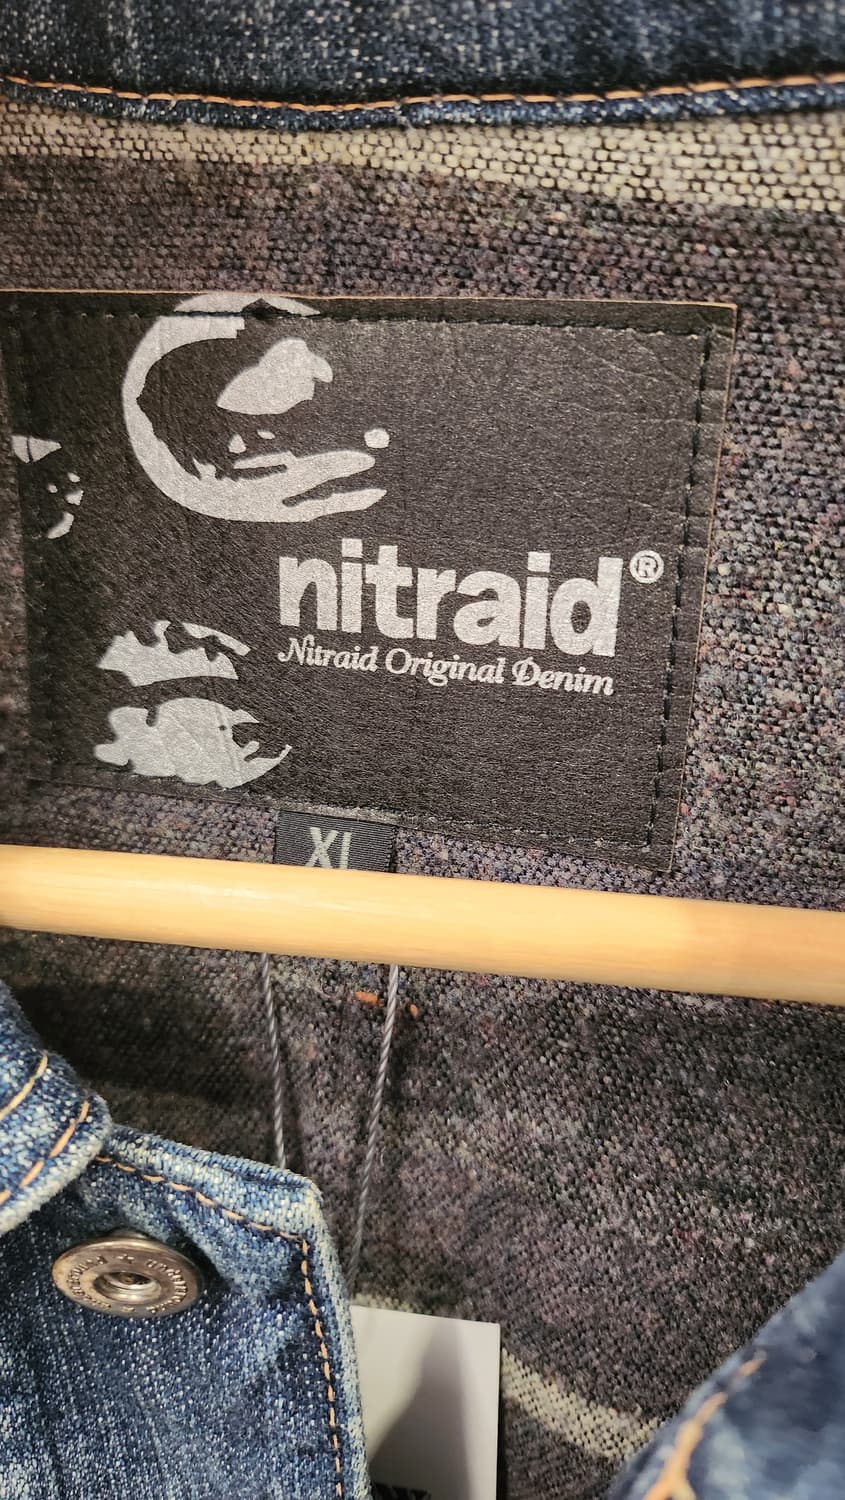 nitraid®
Nitraid Original Denim
XL